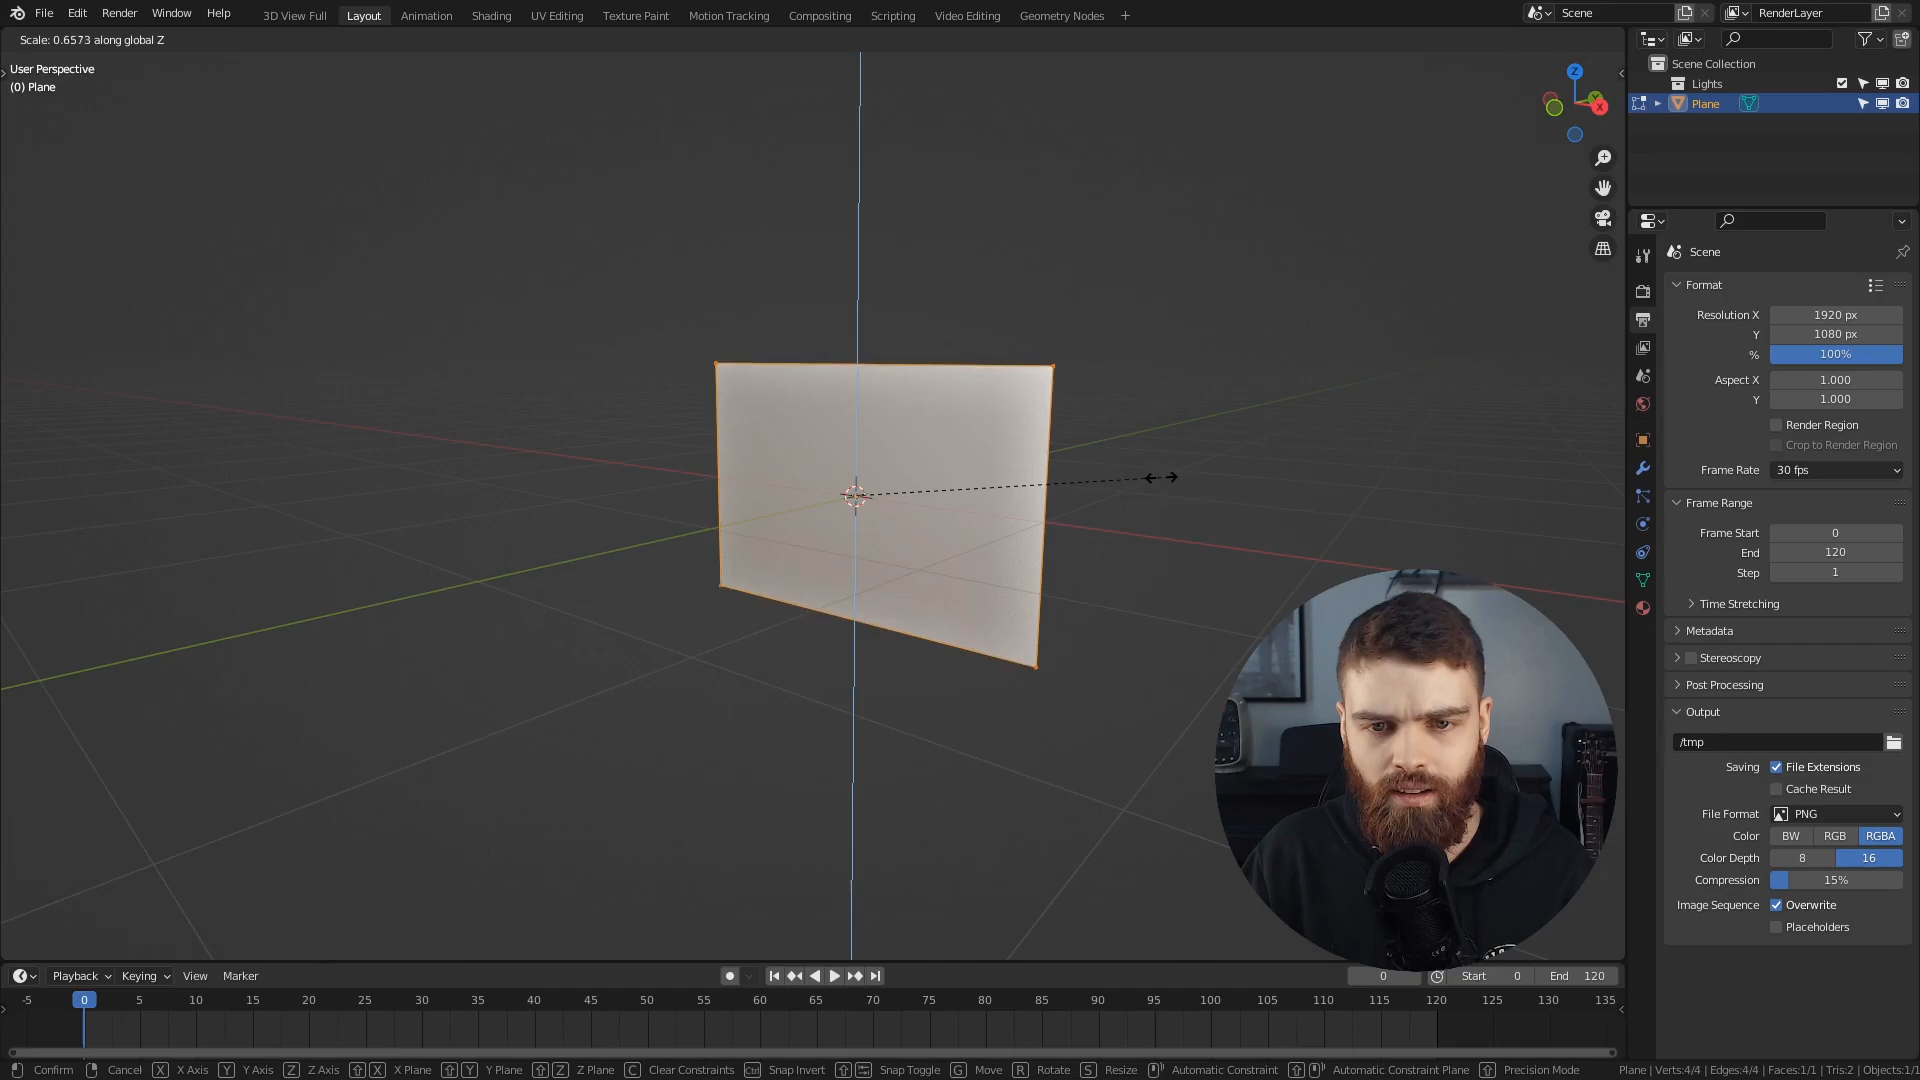 File Edit Render Window Help
3D View Full Layout Animation Shading UV Editing Texture Paint Motion Tracking Compositing Scripting Video Editing Geometry Nodes +
Scene
RenderLayer
Scale: 0.6573 along global Z
User Perspective
(0) Plane
Z
Y
X
Scene Collection
Lights
Plane
Scene
Format
Resolution X 1920 px
Y 1080 px
% 100%
Aspect X 1.000
Y 1.000
Render Region
Crop to Render Region
Frame Rate 30 fps
Frame Range
Frame Start 0
End 120
Step 1
Time Stretching
Metadata
Stereoscopy
Post Processing
Output
/tmp
Saving File Extensions
Cache Result
File Format PNG
Color BW RGB RGBA
Color Depth 8 16
Compression 15%
Image Sequence Overwrite
Placeholders
Playback Keying View Marker
0 Start 0 End 120
-5 0 5 10 15 20 25 30 35 40 45 50 55 60 65 70 75 80 85 90 95 100 105 110 115 120 125 130 135
Confirm Cancel X X Axis Y Y Axis Z Z Axis X X Plane Y Y Plane Z Z Plane C Clear Constraints Ctrl Snap Invert Snap Toggle G Move R Rotate S Resize Automatic Constraint Automatic Constraint Plane Precision Mode Plane | Verts:4/4 | Edges:4/4 | Faces:1/1 | Tris:2 | Objects:1/1